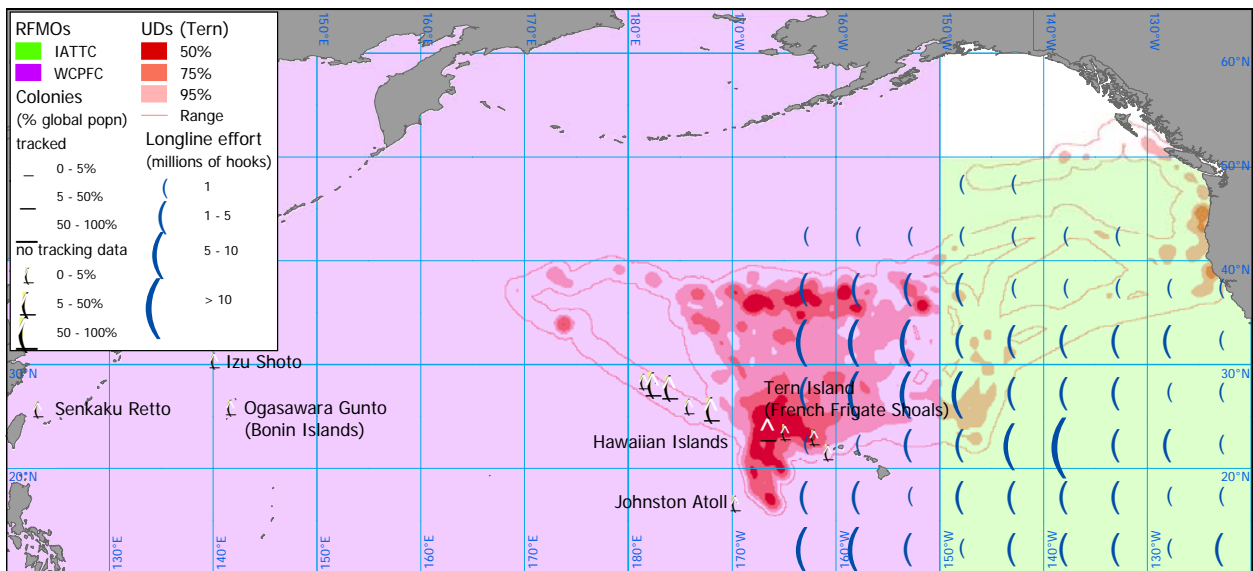 RFMOs
IATTC
WCPFC
Colonies
(% global popn)
tracked
0 - 5%
5 - 50%
50 - 100%
no tracking data
0 - 5%
5 - 50%
50 - 100%
UDs (Tern)
50%
75%
95%
Range
Longline effort
(millions of hooks)
1
1 - 5
5 - 10
> 10
150°E
160°E
170°E
180°E
170°W
160°W
150°W
140°W
130°W
60°N
50°N
40°N
30°N
30°N
20°N
20°N
Izu Shoto
Senkaku Retto
Ogasawara Gunto
(Bonin Islands)
Tern Island
(French Frigate Shoals)
Hawaiian Islands
Johnston Atoll
130°E
140°E
150°E
160°E
170°E
180°E
170°W
160°W
150°W
140°W
130°W